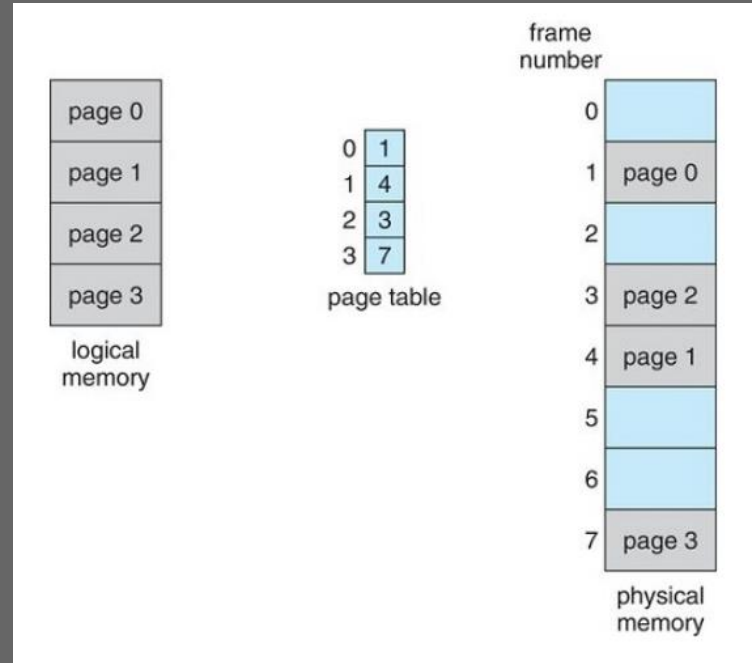 page 0
page 1
page 2
page 3
logical
memory
0 1
1 4
2 3
3 7
page table
frame
number
0
1 page 0
2
3 page 2
4 page 1
5
6
7 page 3
physical
memory